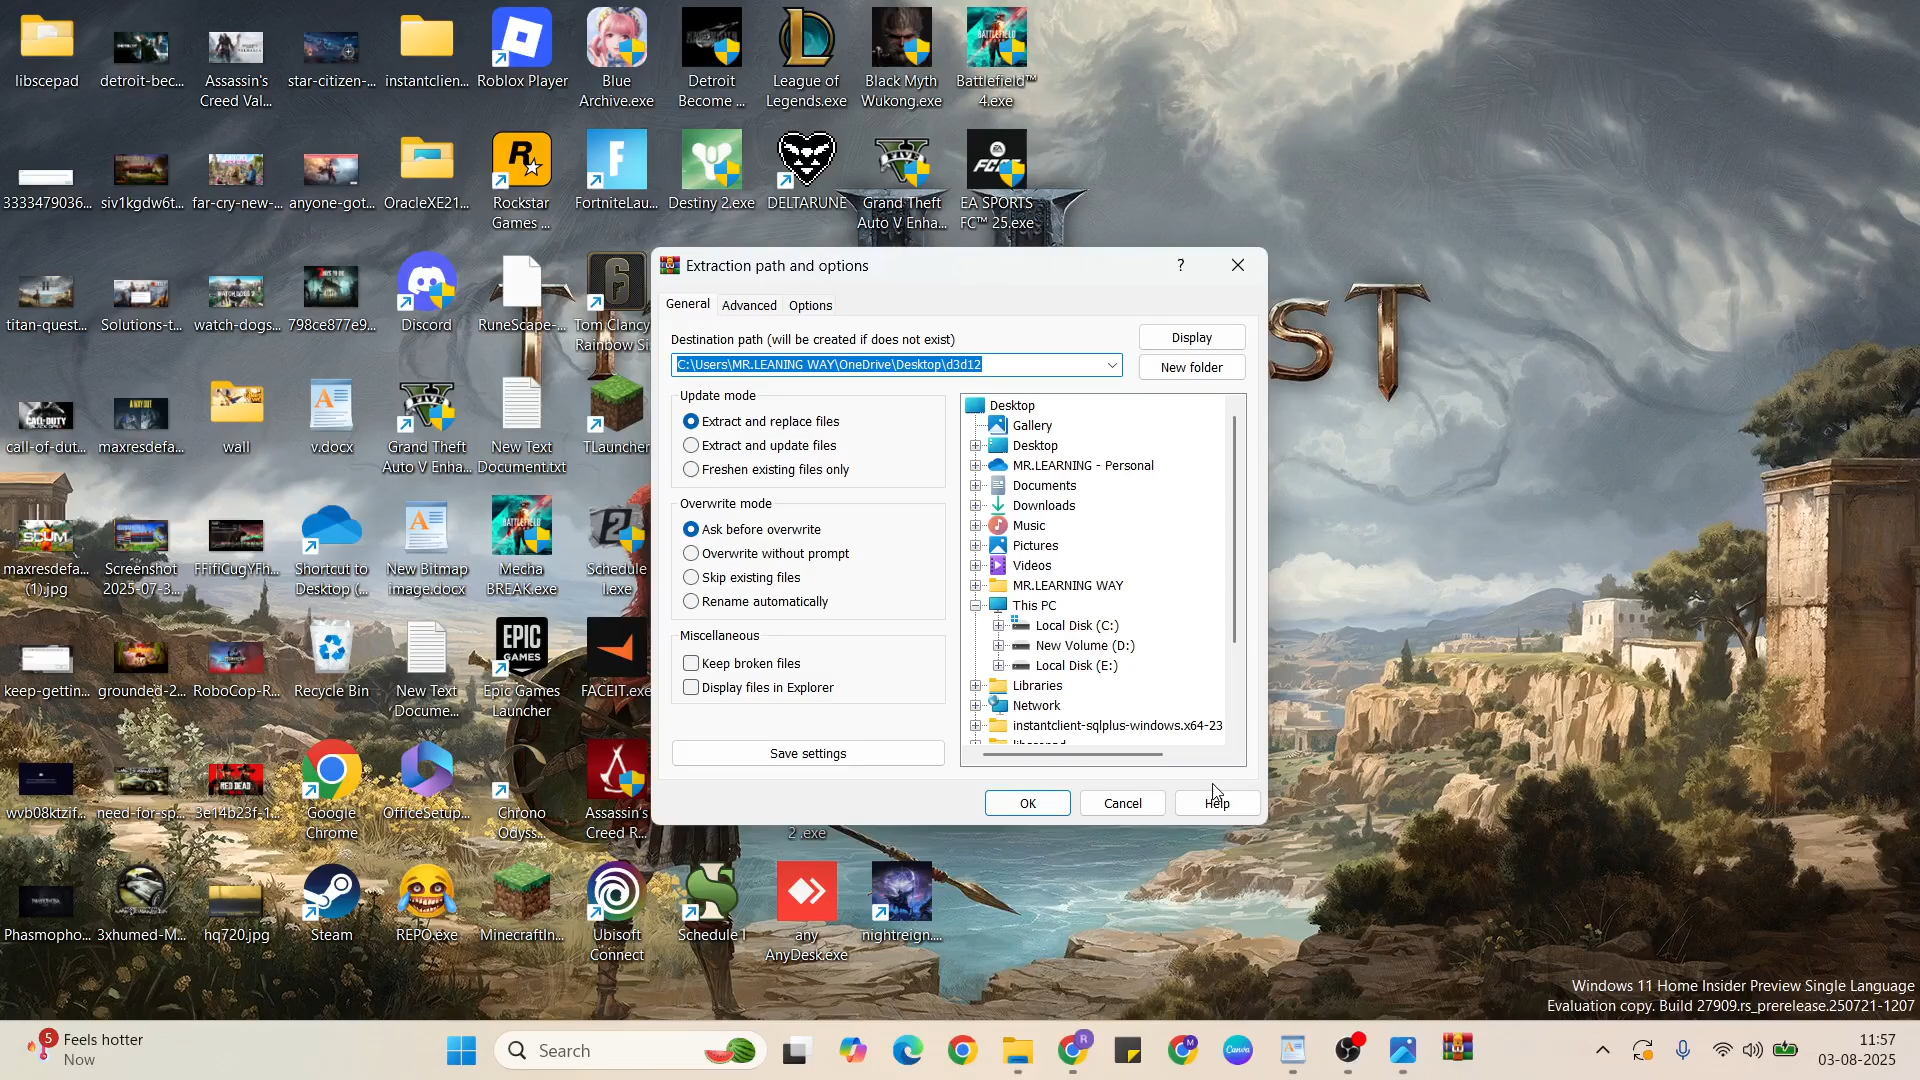 libscepad
detroit-bec...
Assassin's
Creed Val...
star-citizen-...
instantclien...
Roblox Player
Blue
Archive.exe
Detroit
Become ...
League of
Legends.exe
Black Myth
Wukong.exe
Battlefield™
4.exe
3333479036...
siv1kgdw6t...
far-cry-new-...
anyone-got...
OracleXE21...
Rockstar
Games ...
FortniteLau...
Destiny 2.exe
DELTARUNE
Grand Theft
Auto V Enha...
EA SPORTS
FC™ 25.exe
titan-quest...
Solutions-t...
watch-dogs...
798ce877e9...
Discord
RuneScape-...
Tom Clancy
Rainbow Si
call-of-dut...
maxresdefa...
wall
v.docx
Grand Theft
Auto V Enha...
New Text
Document.txt
TLauncher
maxresdefa...
(1).jpg
Screenshot
2025-07-3...
FFifiCugYFh...
Shortcut to
Desktop (...
New Bitmap
image.docx
Mecha
BREAK.exe
Schedule
I.exe
keep-gettin...
grounded-2...
RoboCop-R...
Recycle Bin
New Text
Docume...
Epic Games
Launcher
FACEIT.exe
wvb08ktzif...
need-for-sp...
3e14b23f-1...
Google
Chrome
OfficeSetup...
Chrono
Odyss...
Assassin's
Creed R...
2 .exe
Phasmopho...
3xhumed-M...
hq720.jpg
Steam
REPO.exe
MinecraftIn...
Ubisoft
Connect
Schedule I
any
AnyDesk.exe
nightreign....
Extraction path and options
?
General
Advanced
Options
Destination path (will be created if does not exist)
Display
C:\Users\MR.LEANING WAY\OneDrive\Desktop\d3d12
New folder
Update mode
Extract and replace files
Extract and update files
Freshen existing files only
Overwrite mode
Ask before overwrite
Overwrite without prompt
Skip existing files
Rename automatically
Miscellaneous
Keep broken files
Display files in Explorer
Save settings
Desktop
Gallery
Desktop
MR.LEARNING - Personal
Documents
Downloads
Music
Pictures
Videos
MR.LEARNING WAY
This PC
Local Disk (C:)
New Volume (D:)
Local Disk (E:)
Libraries
Network
instantclient-sqlplus-windows.x64-23
OK
Cancel
Help
ST
Windows 11 Home Insider Preview Single Language
Evaluation copy. Build 27909.rs_prerelease.250721-1207
5
Feels hotter
Now
Search
11:57
03-08-2025